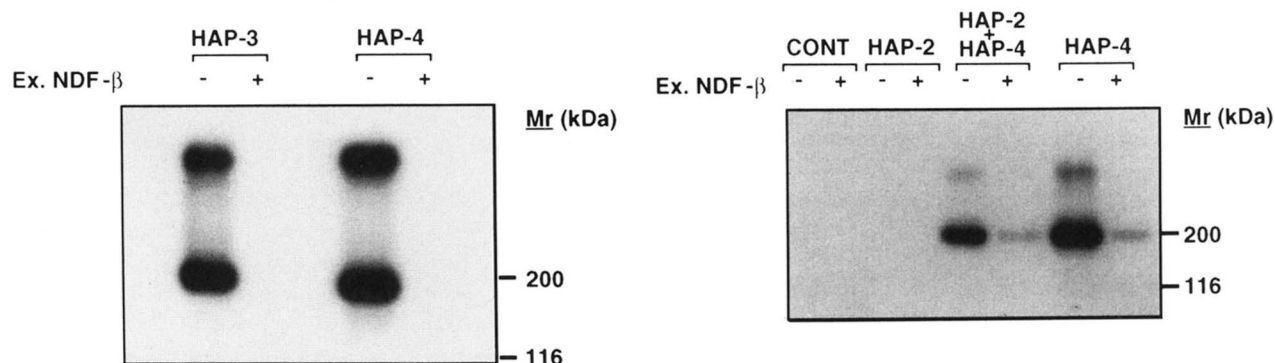 HAP-3 HAP-4
Ex. NDF-β - + - +
Mr (kDa)
200
116
HAP-2
+
CONT HAP-2 HAP-4 HAP-4
Ex. NDF-β - + - + - + - +
Mr (kDa)
200
116